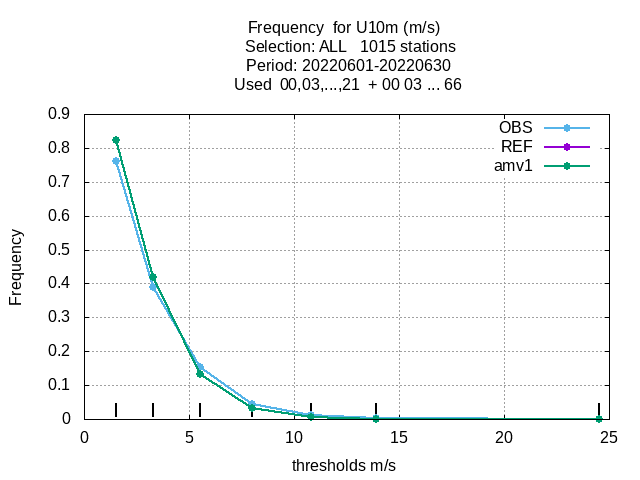 Frequency  for U10m (m/s)
Selection: ALL   1015 stations
Period: 20220601-20220630
Used  00,03,...,21  + 00 03 ... 66
OBS
REF
amv1
Frequency
0.9
0.8
0.7
0.6
0.5
0.4
0.3
0.2
0.1
0
0 5 10 15 20 25
thresholds m/s